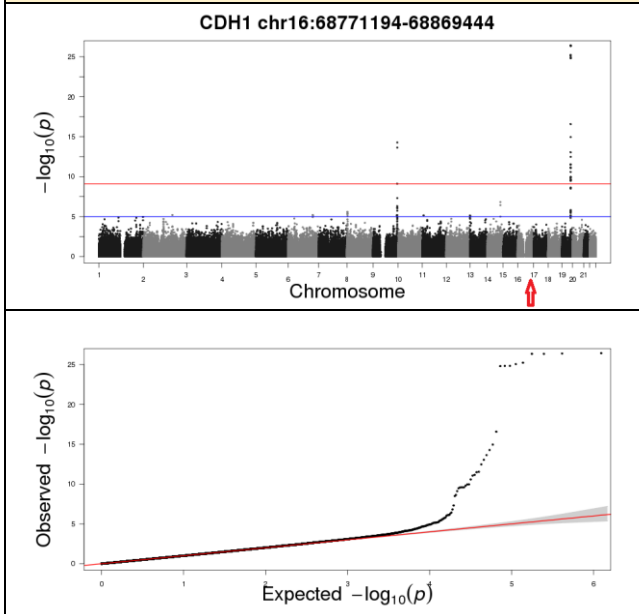 CDH1 chr16:68771194-68869444
−log10(p)
25
20
15
10
5
0
1 2 3 4 5 6 7 8 9 10 11 12 13 14 15 16 17 18 19 20 21
Chromosome
Observed −log10(p)
25
20
15
10
5
0
0 1 2 3 4 5 6
Expected −log10(p)